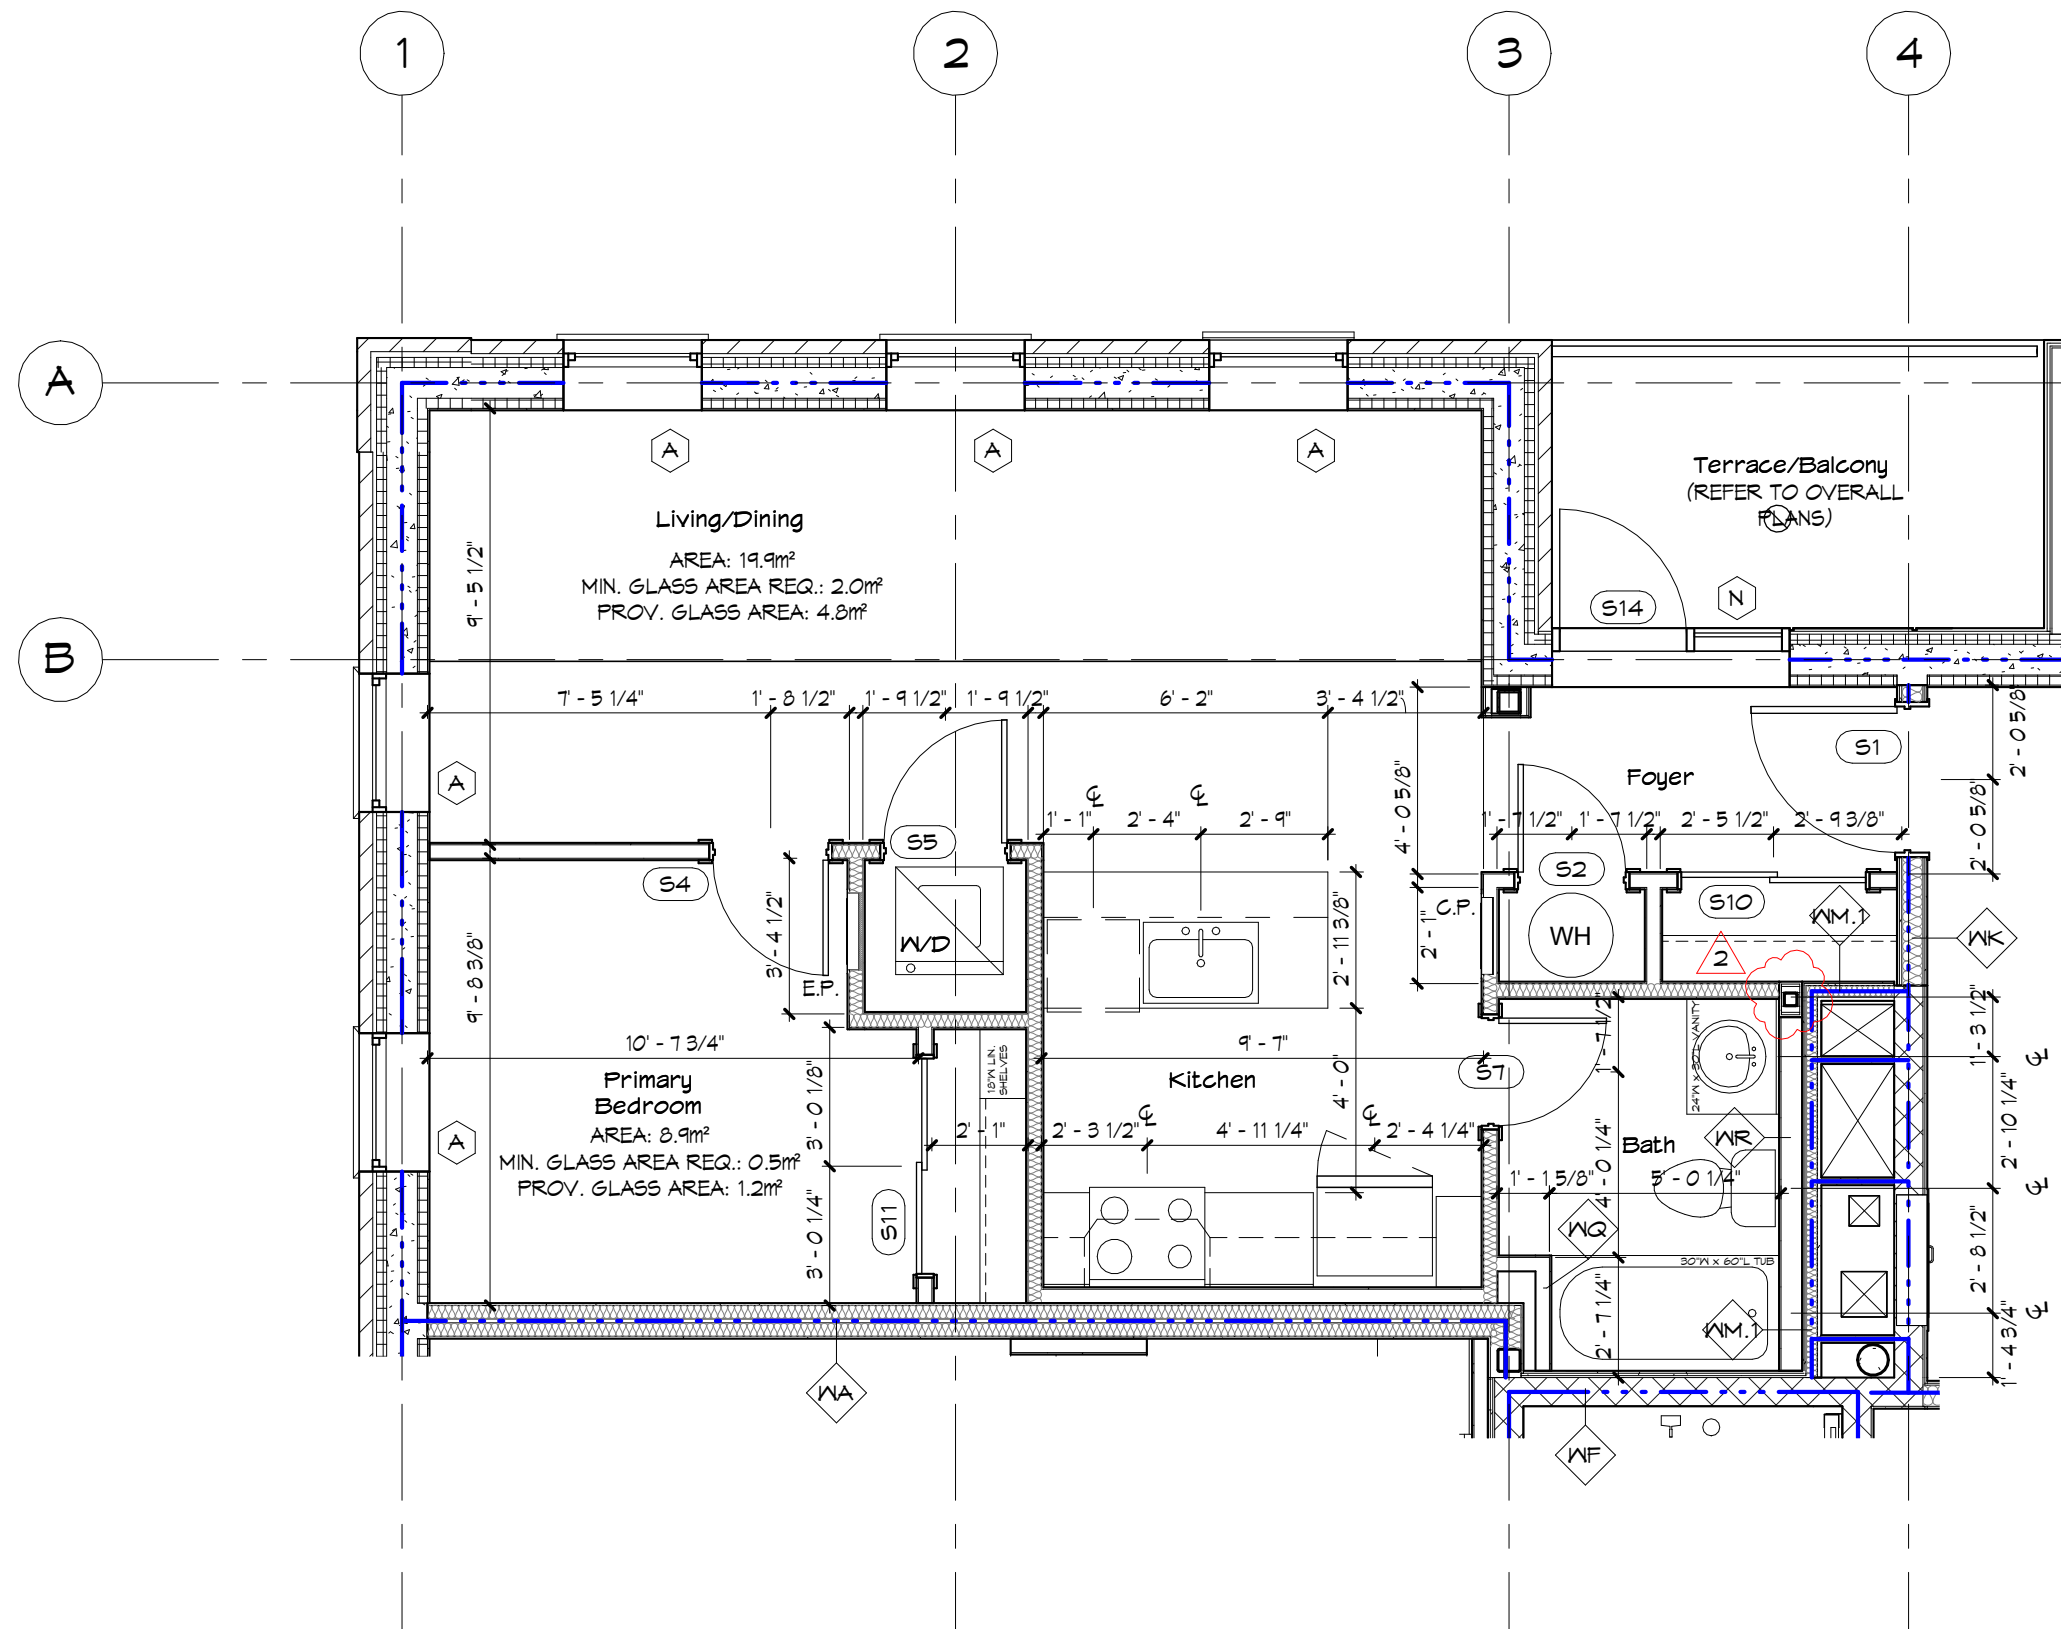 1
2
3
4
A
B
A
A
A
Living/Dining
AREA: 19.9m²
MIN. GLASS AREA REQ.: 2.0m²
PROV. GLASS AREA: 4.8m²
Terrace/Balcony
(REFER TO OVERALL
PLANS)
S14
N
9' - 5 1/2"
7' - 5 1/4"
1' - 8 1/2"
1' - 9 1/2"
1' - 9 1/2"
6' - 2"
3' - 4 1/2"
4' - 0 5/8"
2' - 0 5/8"
2' - 0 5/8"
S1
Foyer
A
℄
℄
1' - 1"
2' - 4"
2' - 9"
1' - 7 1/2"
1' - 7 1/2"
2' - 5 1/2"
2' - 9 3/8"
S5
S4
S2
S10
WM.1
C.P.
2' - 1"
WH
WK
2
W/D
E.P.
3' - 4 1/2"
9' - 8 3/8"
2' - 11 3/8"
1' - 7 1/2"
24"W x 30"L VANITY
1' - 3 1/2"
℄
10' - 7 3/4"
18"W LIN.
SHELVES
9' - 7"
4' - 0"
S7
Kitchen
Primary
Bedroom
AREA: 8.9m²
MIN. GLASS AREA REQ.: 0.5m²
PROV. GLASS AREA: 1.2m²
A
3' - 0 1/8"
3' - 0 1/4"
S11
2' - 1"
2' - 3 1/2"
℄
4' - 11 1/4"
℄
2' - 4 1/4"
Bath
WR
1' - 1 5/8"
5' - 0 1/4"
4' - 0 1/4"
WQ
30"W x 60"L TUB
2' - 7 1/4"
WM.1
2' - 10 1/4"
℄
2' - 8 1/2"
℄
1' - 4 3/4"
WA
WF